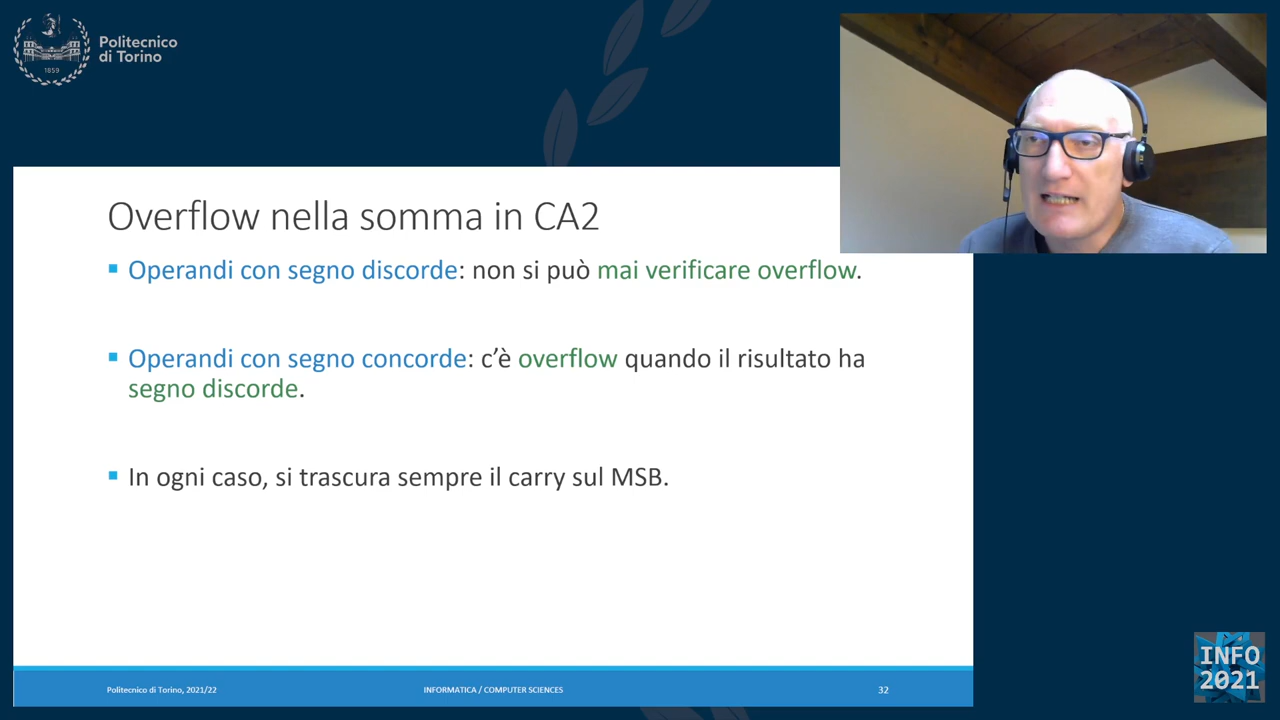 Politecnico
di Torino
1859
Overflow nella somma in CA2
▪ Operandi con segno discorde: non si può mai verificare overflow.
▪ Operandi con segno concorde: c’è overflow quando il risultato ha
segno discorde.
▪ In ogni caso, si trascura sempre il carry sul MSB.
Politecnico di Torino, 2021/22
INFORMATICA / COMPUTER SCIENCES
32
INFO
2021